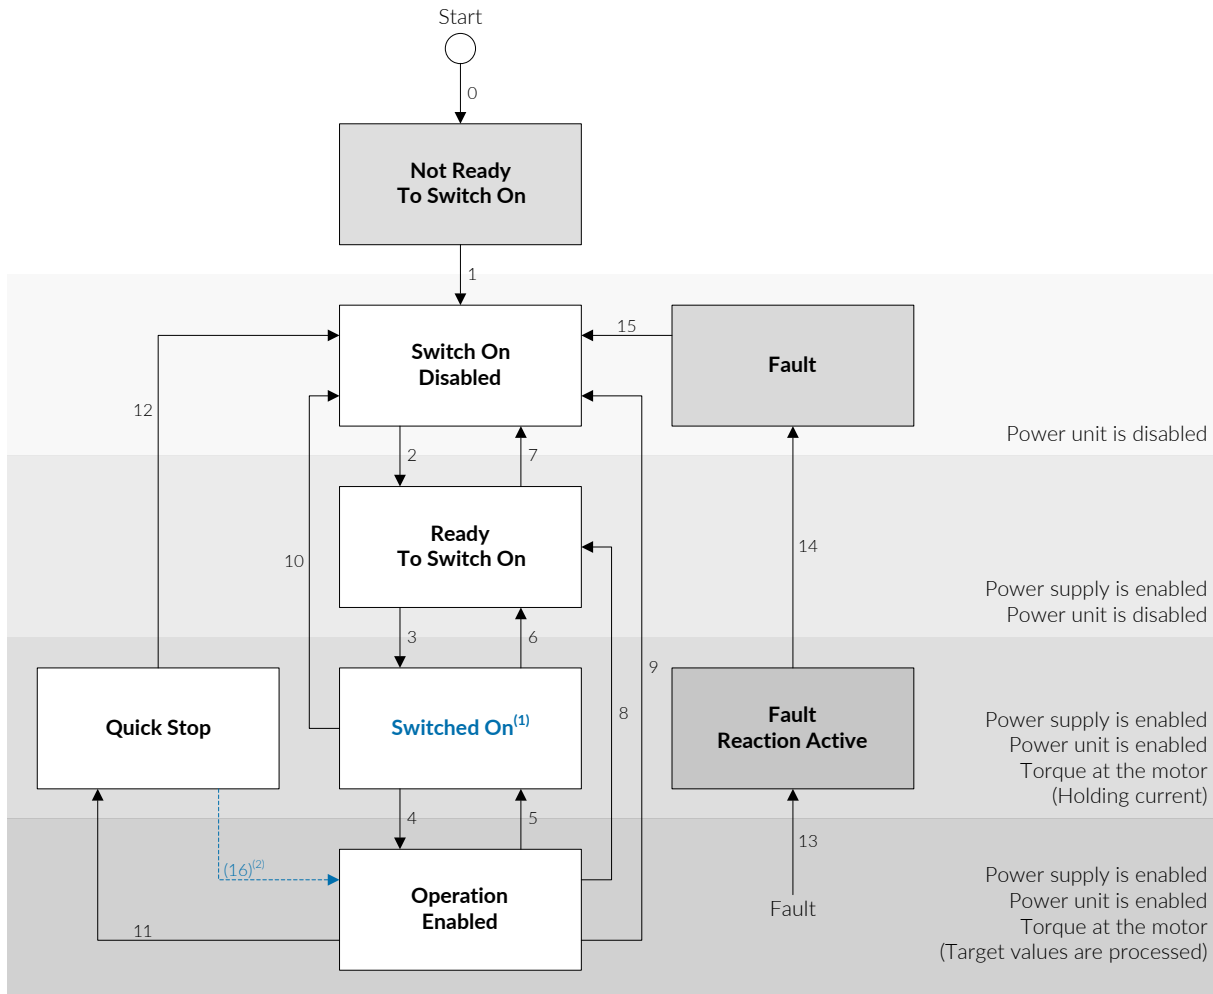 Start
0
Not Ready
To Switch On
1
Switch On
Disabled
15
Fault
12
Power unit is disabled
2
7
Ready
To Switch On
10
14
Power supply is enabled
Power unit is disabled
3
6
9
Quick Stop
Switched On(1)
8
Fault
Reaction Active
Power supply is enabled
Power unit is enabled
Torque at the motor
(Holding current)
4
5
13
(16)(2)
Operation
Enabled
Fault
11
Power supply is enabled
Power unit is enabled
Torque at the motor
(Target values are processed)